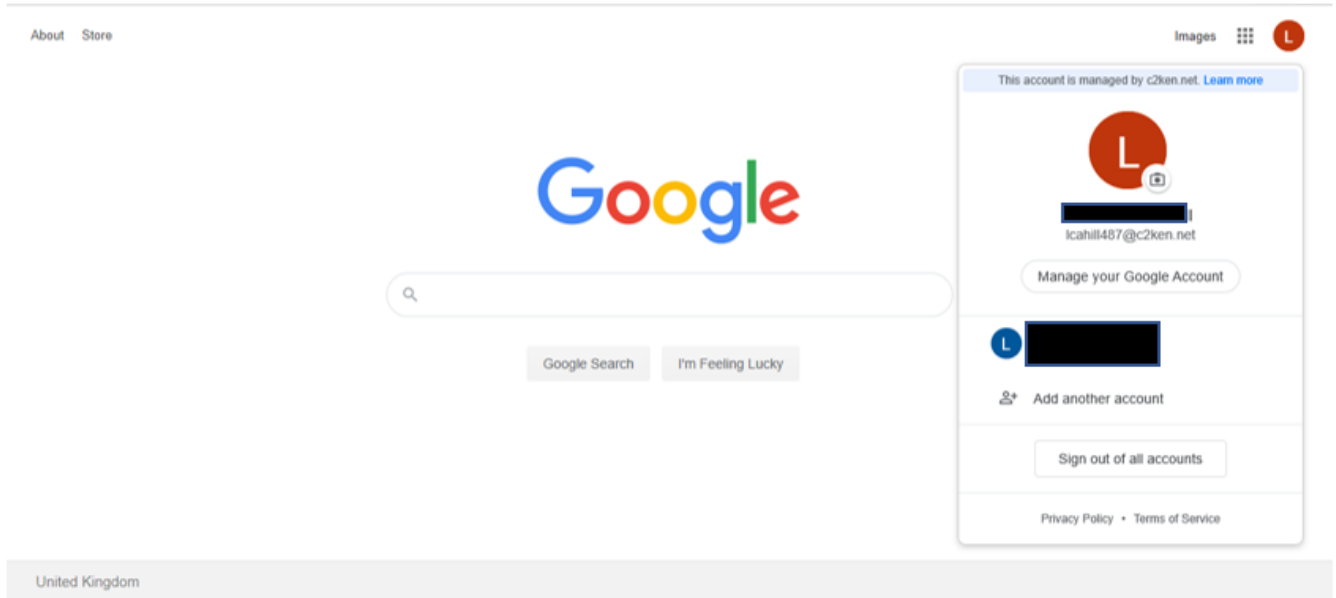 About Store
Images
L
This account is managed by c2ken.net. Learn more
L
lcahill487@c2ken.net
Manage your Google Account
Google
L
Google Search I'm Feeling Lucky
Add another account
Sign out of all accounts
Privacy Policy • Terms of Service
United Kingdom